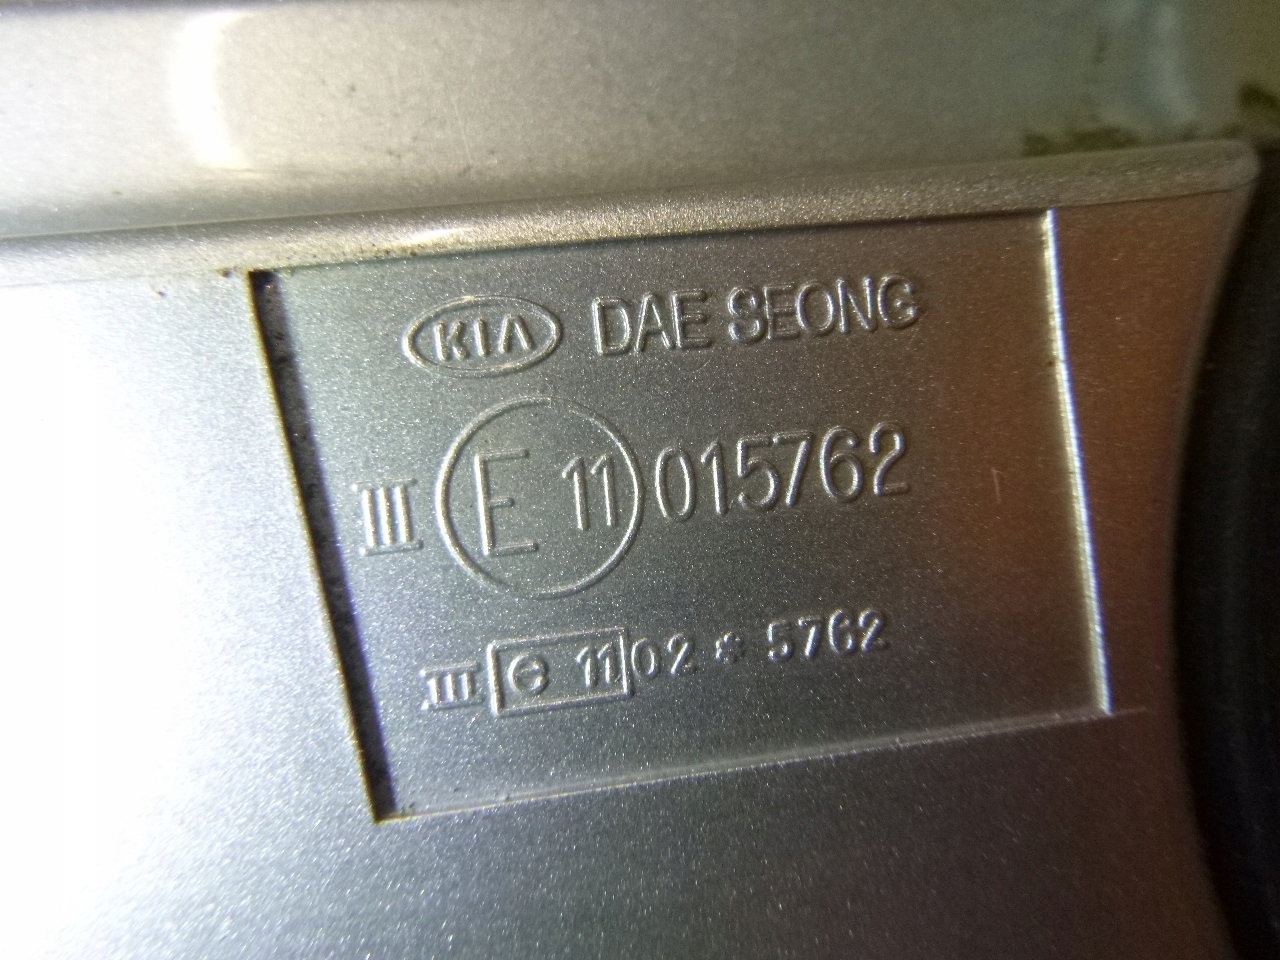 KIA DAE SEONG
III E 11 015762
III e 11 02 * 5762